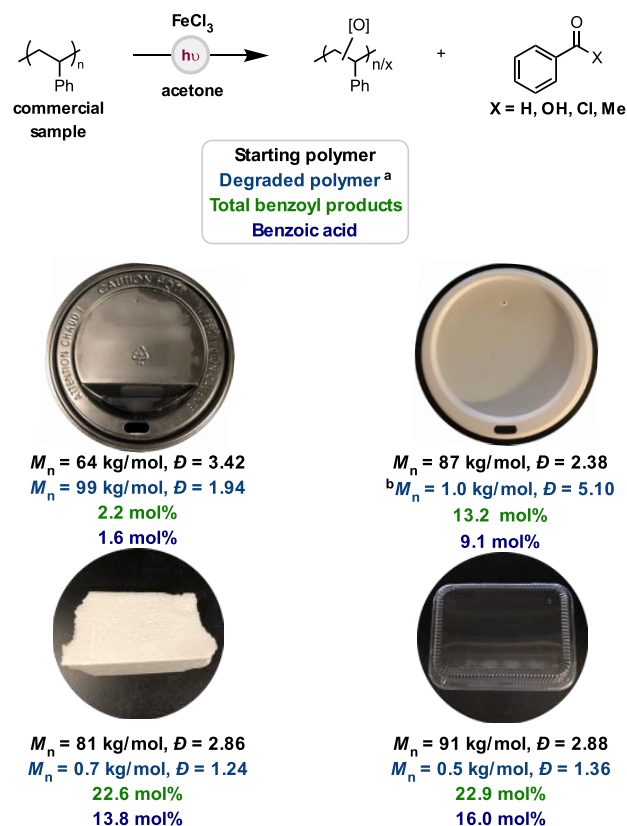 FeCl3
hυ
acetone
n
Ph
commercial
sample
[O]
n/x
Ph
+
O
X
X = H, OH, Cl, Me
Starting polymer
Degraded polymer a
Total benzoyl products
Benzoic acid
CAUTION HOT
ATTENTION CHAUD
Mn = 64 kg/mol, Đ = 3.42
Mn = 99 kg/mol, Đ = 1.94
2.2 mol%
1.6 mol%
Mn = 87 kg/mol, Đ = 2.38
bMn = 1.0 kg/mol, Đ = 5.10
13.2 mol%
9.1 mol%
Mn = 81 kg/mol, Đ = 2.86
Mn = 0.7 kg/mol, Đ = 1.24
22.6 mol%
13.8 mol%
Mn = 91 kg/mol, Đ = 2.88
Mn = 0.5 kg/mol, Đ = 1.36
22.9 mol%
16.0 mol%